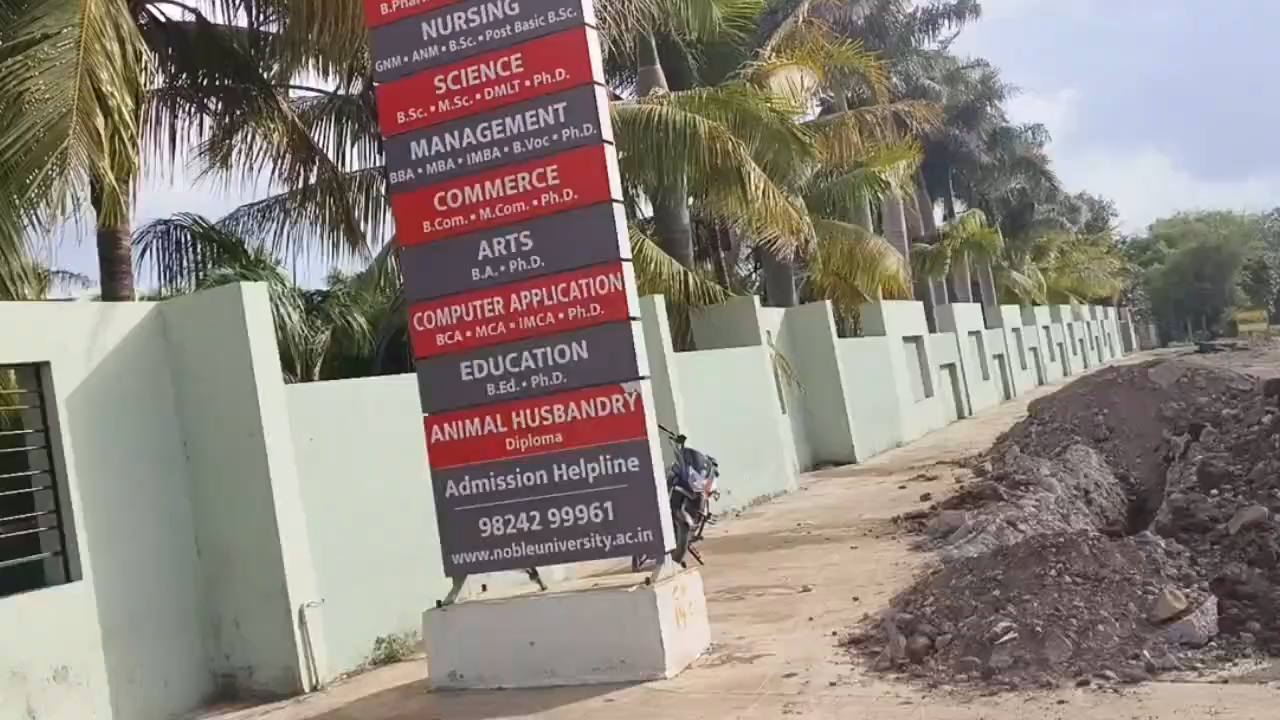 B.Pharm
NURSING
GNM • ANM • B.Sc. • Post Basic B.Sc.
SCIENCE
B.Sc. • M.Sc. • DMLT • Ph.D.
MANAGEMENT
BBA • MBA • IMBA • B.Voc • Ph.D.
COMMERCE
B.Com. • M.Com. • Ph.D.
ARTS
B.A. • Ph.D.
COMPUTER APPLICATION
BCA • MCA • IMCA • Ph.D.
EDUCATION
B.Ed. • Ph.D.
ANIMAL HUSBANDRY
Diploma
Admission Helpline
98242 99961
www.nobleuniversity.ac.in